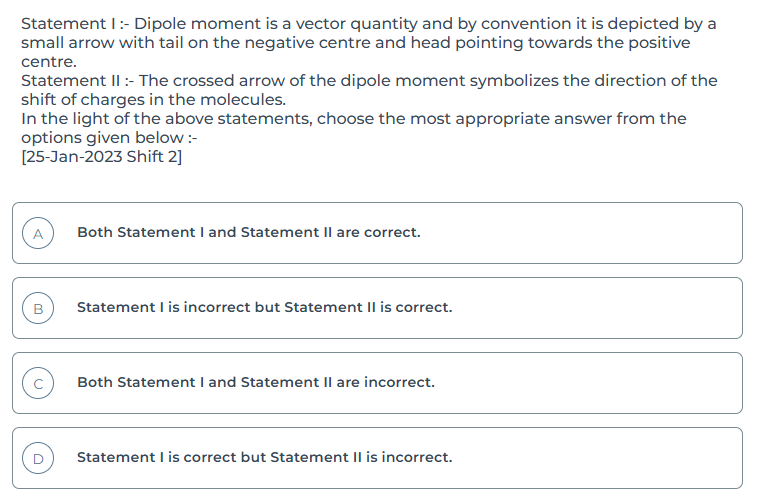 Statement I :- Dipole moment is a vector quantity and by convention it is depicted by a
small arrow with tail on the negative centre and head pointing towards the positive
centre.
Statement II :- The crossed arrow of the dipole moment symbolizes the direction of the
shift of charges in the molecules.
In the light of the above statements, choose the most appropriate answer from the
options given below :-
[25-Jan-2023 Shift 2]
A Both Statement I and Statement II are correct.
B Statement I is incorrect but Statement II is correct.
C Both Statement I and Statement II are incorrect.
D Statement I is correct but Statement II is incorrect.